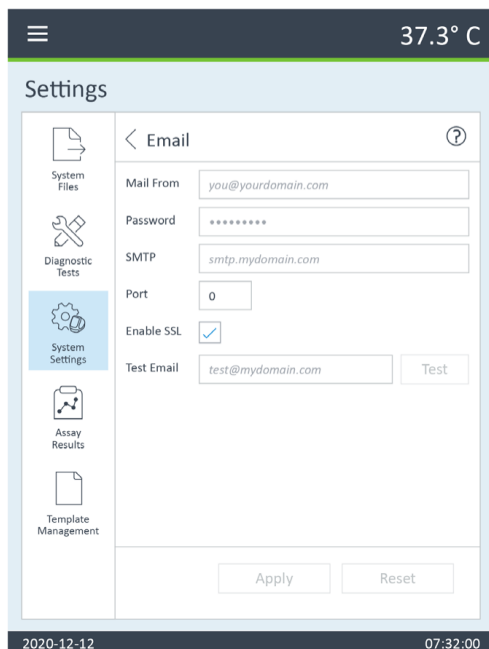 37.3° C
Settings
System
Files
Diagnostic
Tests
System
Settings
Assay
Results
Template
Management
Email
?
Mail From
you@yourdomain.com
Password
•••••••••
SMTP
smtp.mydomain.com
Port
0
Enable SSL
Test Email
test@mydomain.com
Test
Apply
Reset
2020-12-12
07:32:00